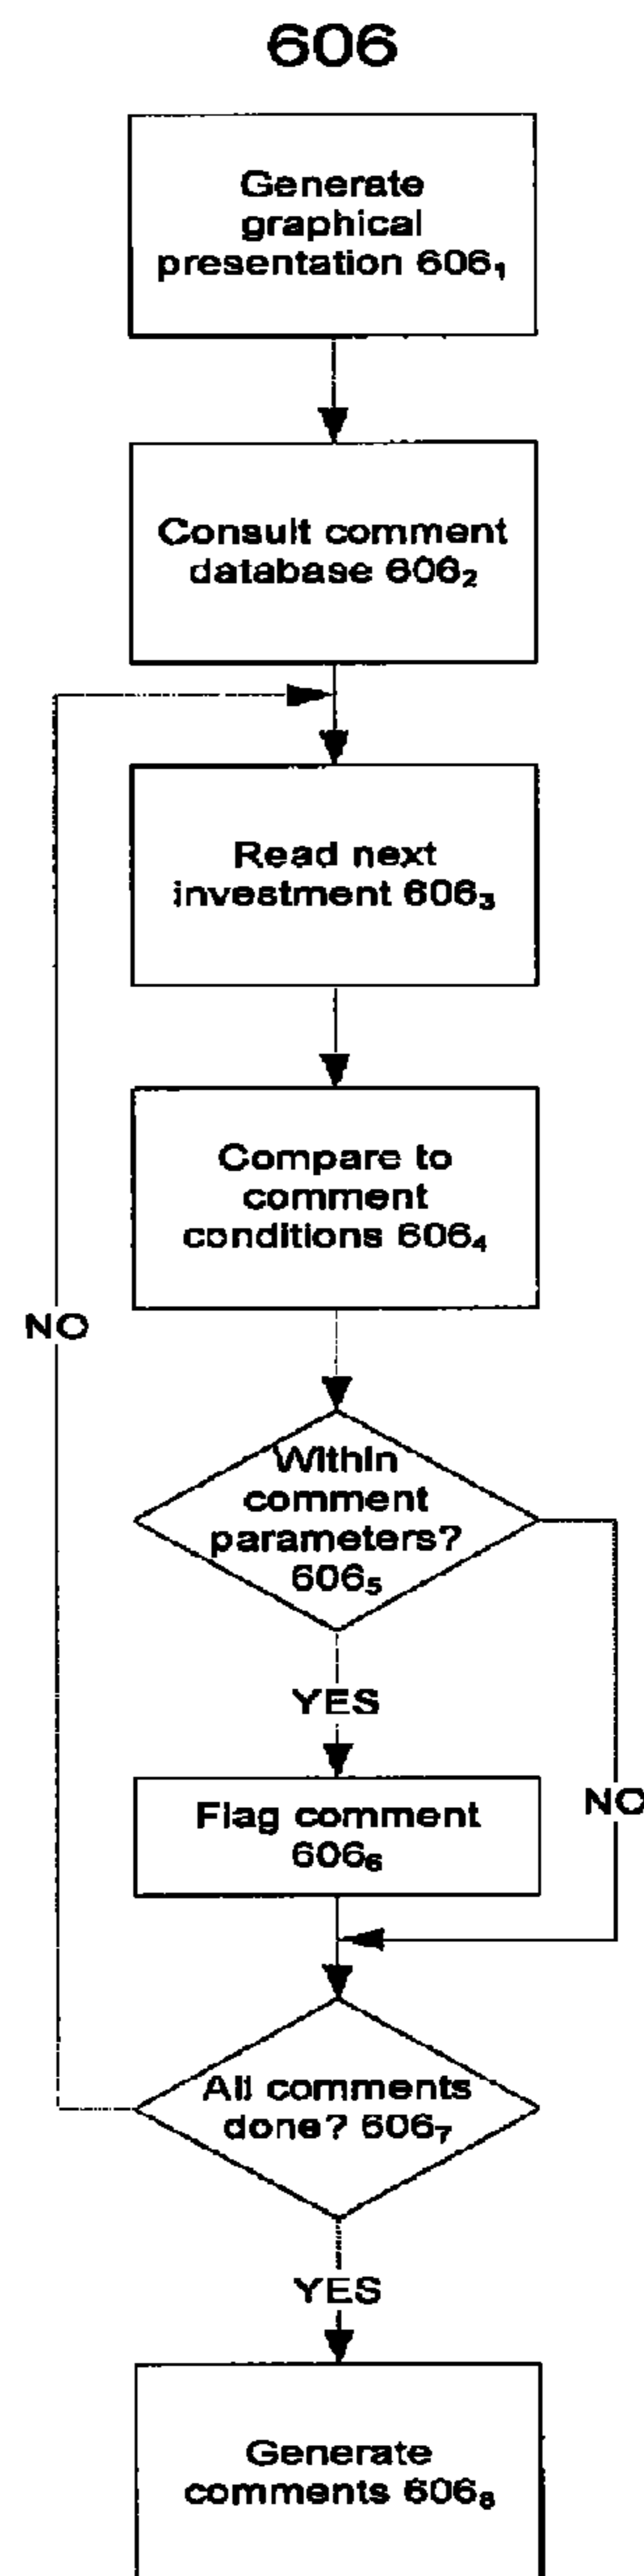 606
Generate
graphical
presentation 606₁
Consult comment
database 606₂
Read next
investment 606₃
Compare to
comment
conditions 606₄
NO
Within
comment
parameters?
606₅
YES
NO
Flag comment
606₆
All comments
done? 606₇
YES
Generate
comments 606₈